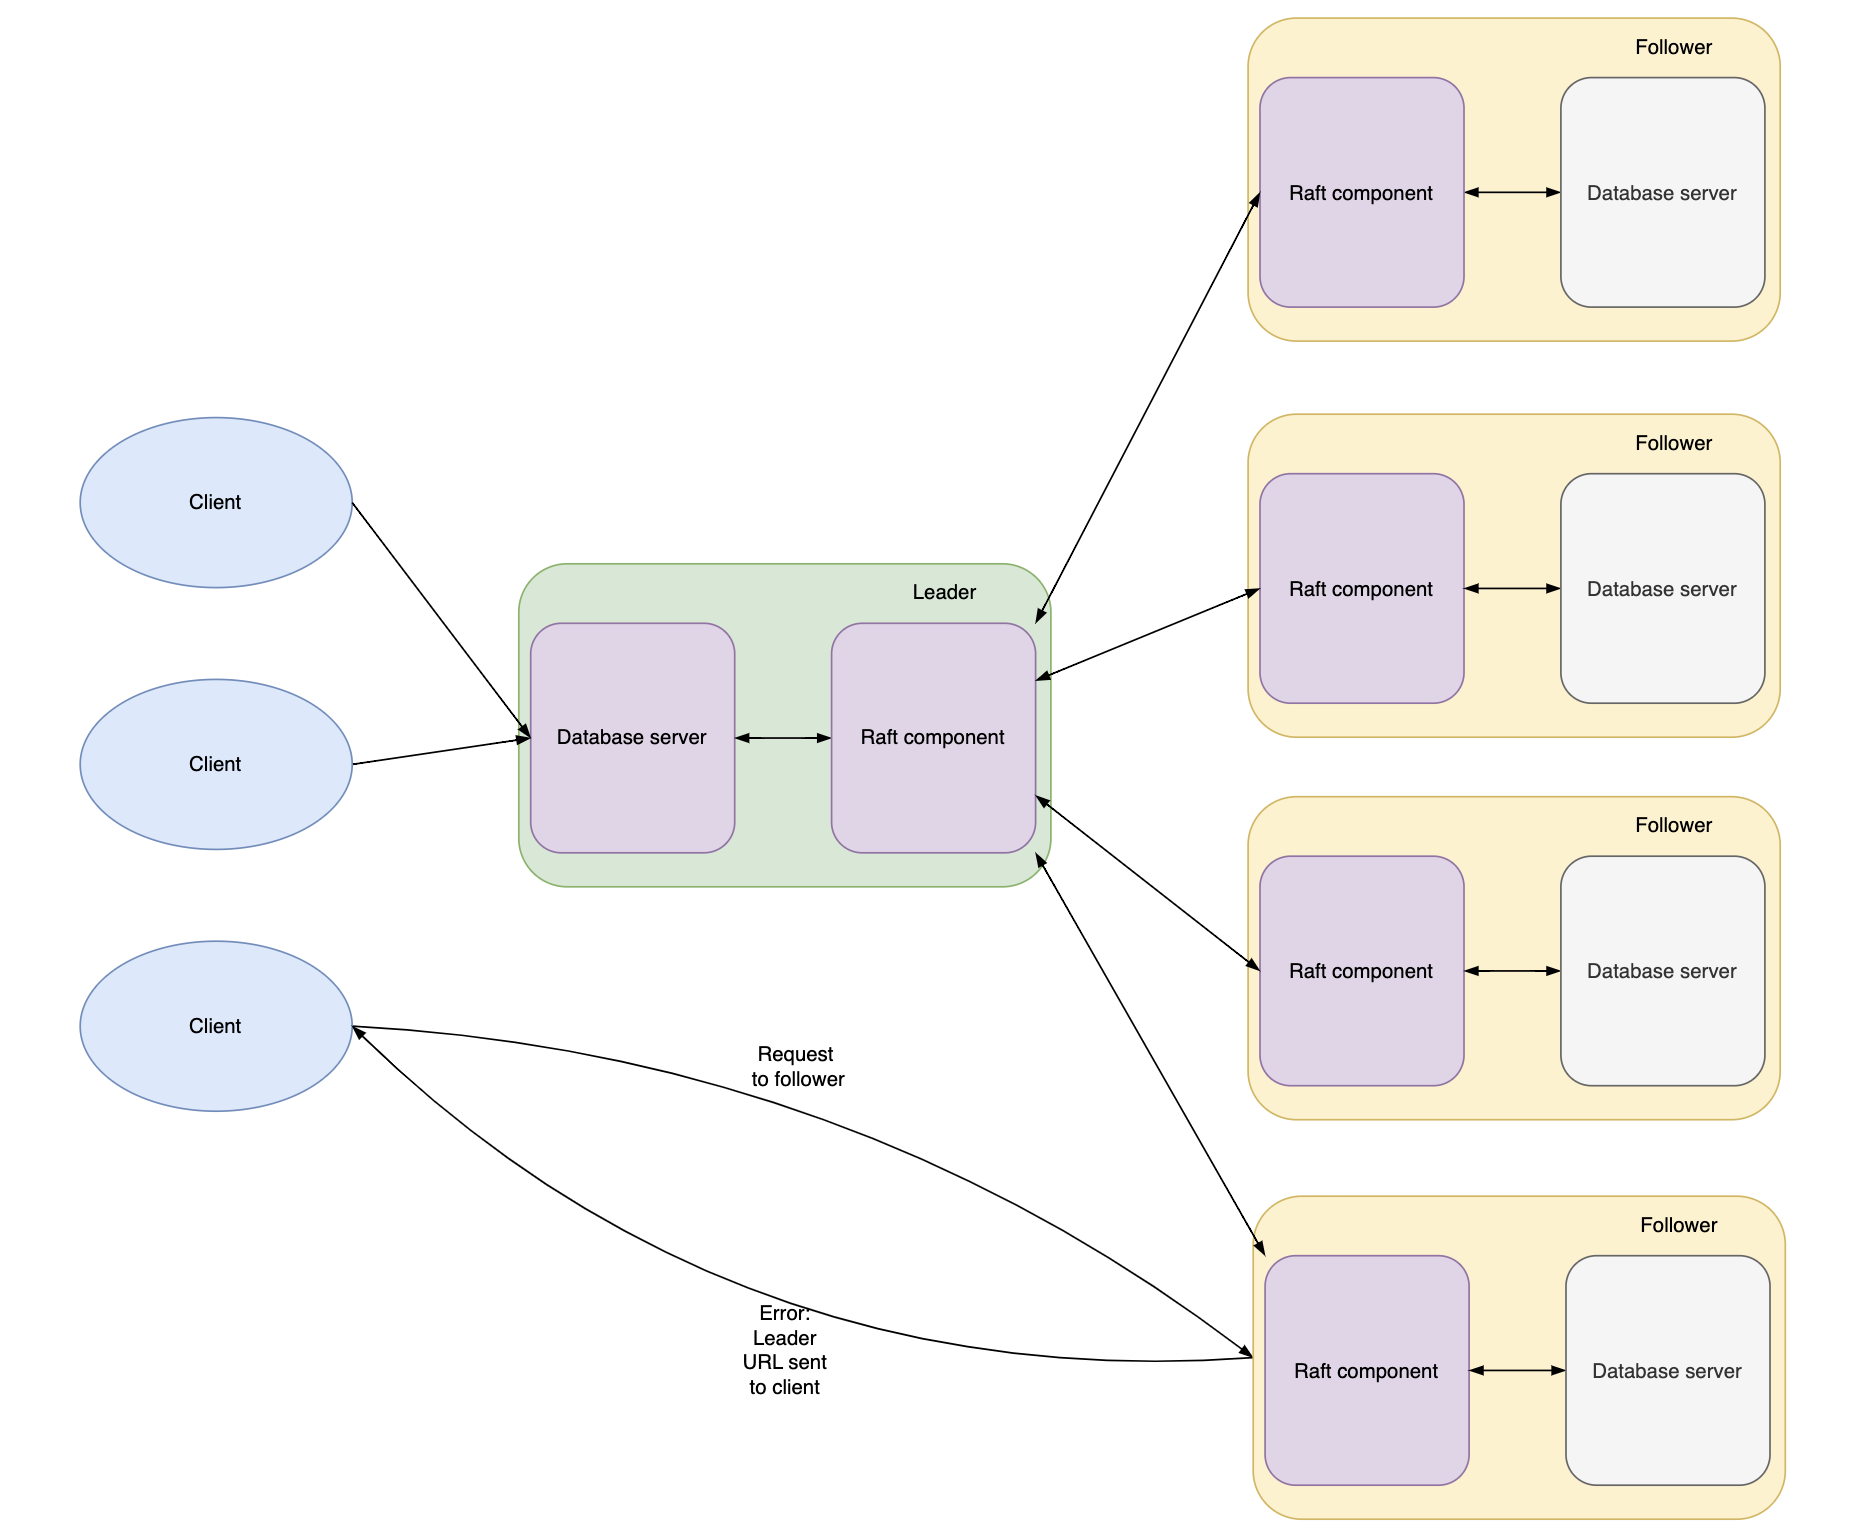 Follower
Raft component
Database server
Follower
Raft component
Database server
Client
Leader
Database server
Raft component
Client
Follower
Raft component
Database server
Client
Request
to follower
Follower
Raft component
Database server
Error:
Leader
URL sent
to client